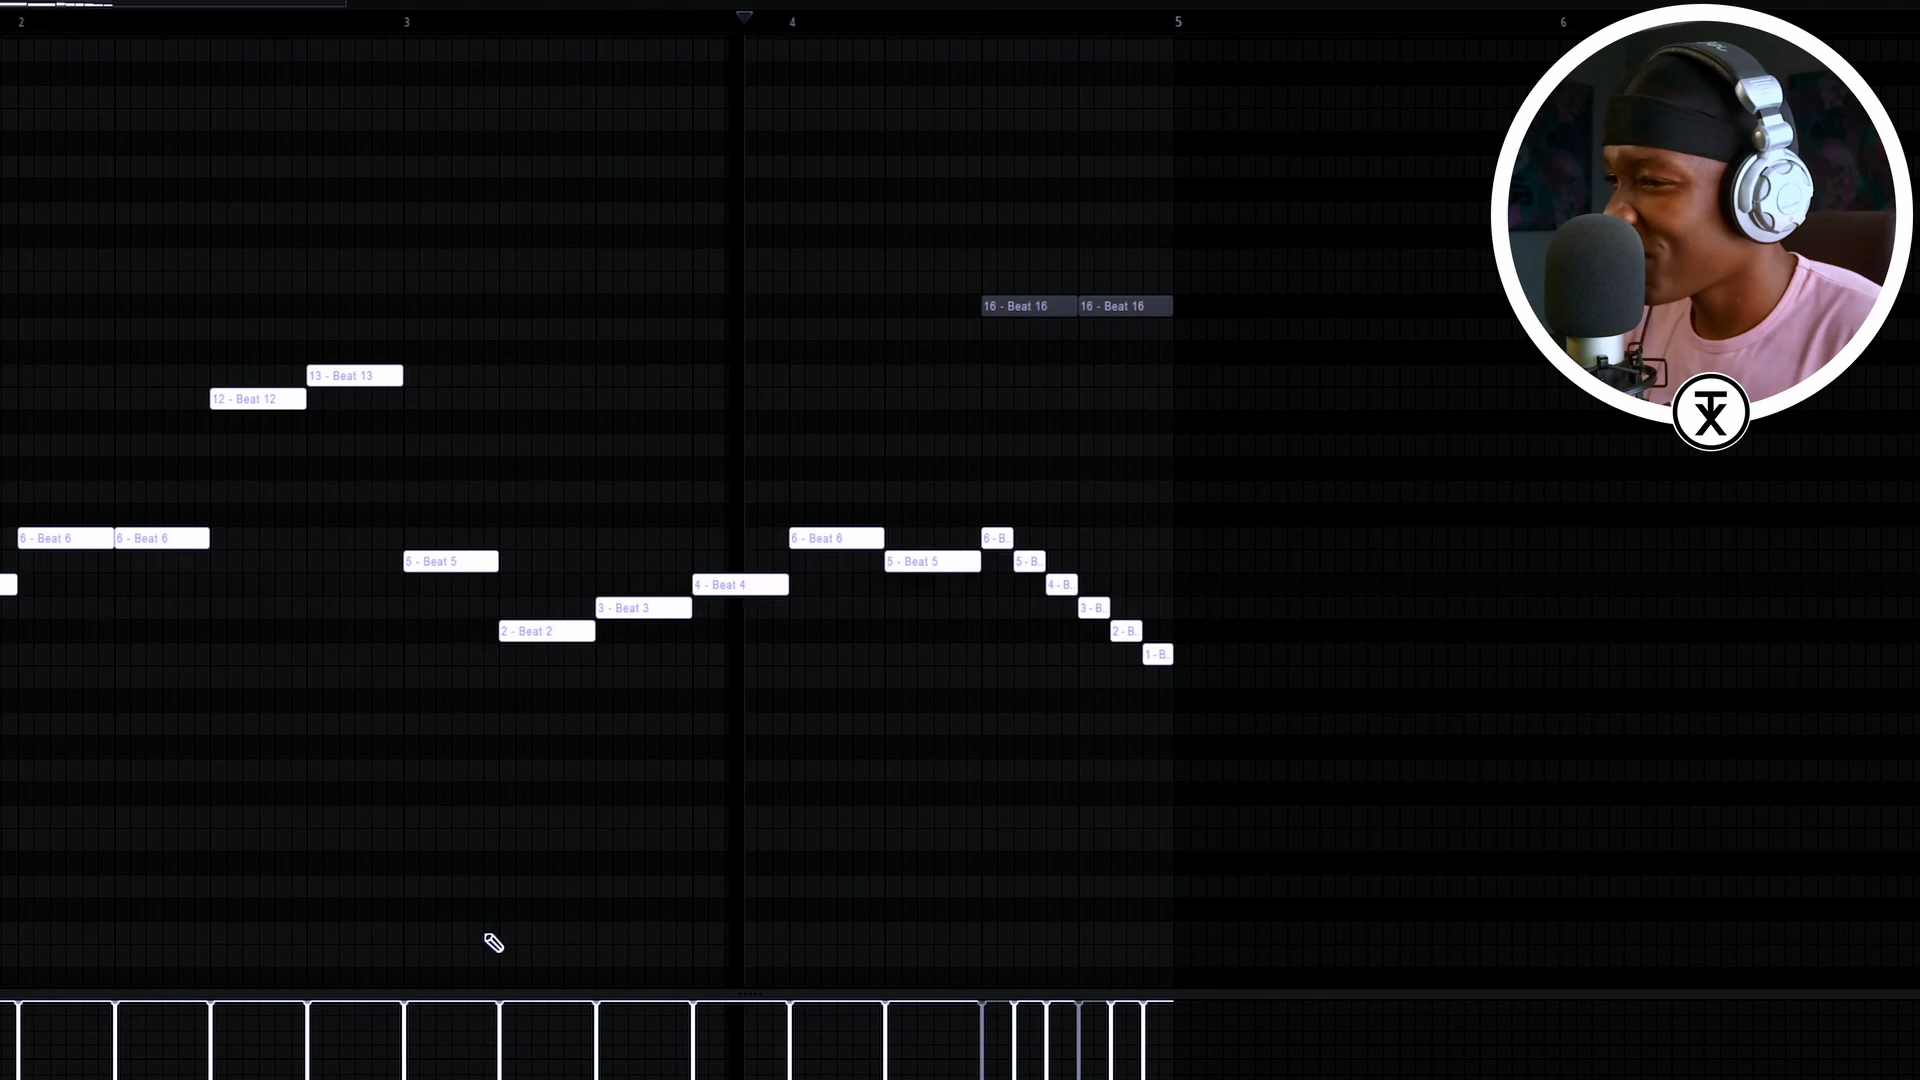 2 3 4 5 6
16 - Beat 16 16 - Beat 16
13 - Beat 13
12 - Beat 12
6 - Beat 6 6 - Beat 6 6 - Beat 6 6 - B..
5 - Beat 5 5 - Beat 5 5 - B..
4 - Beat 4 4 - B..
3 - Beat 3 3 - B..
2 - Beat 2 2 - B..
1 - B..